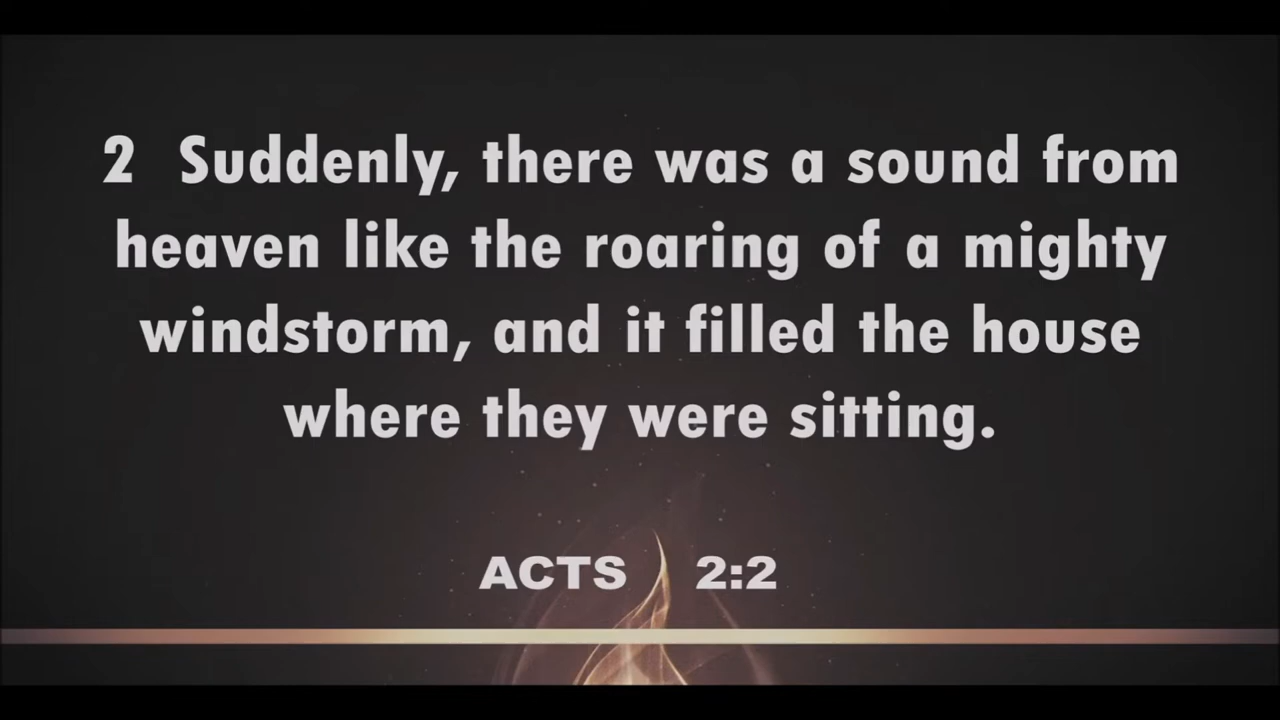 2 Suddenly, there was a sound from
heaven like the roaring of a mighty
windstorm, and it filled the house
where they were sitting.
ACTS 2:2